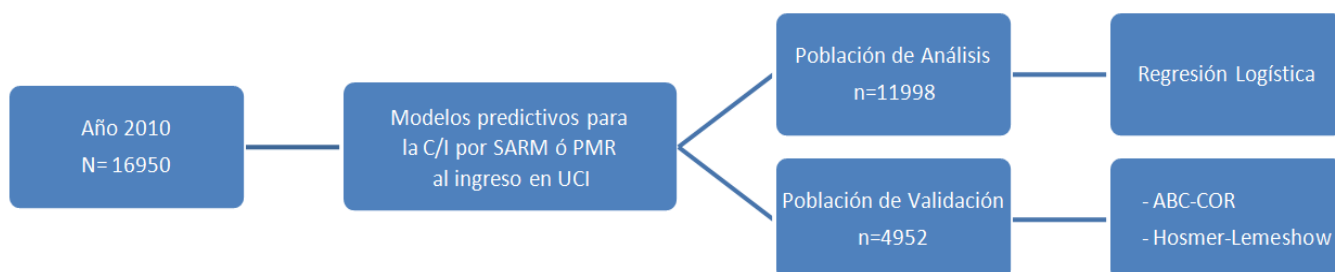 Año 2010
N= 16950
Modelos predictivos para
la C/I por SARM ó PMR
al ingreso en UCI
Población de Análisis
n=11998
Regresión Logística
Población de Validación
n=4952
- ABC-COR
- Hosmer-Lemeshow